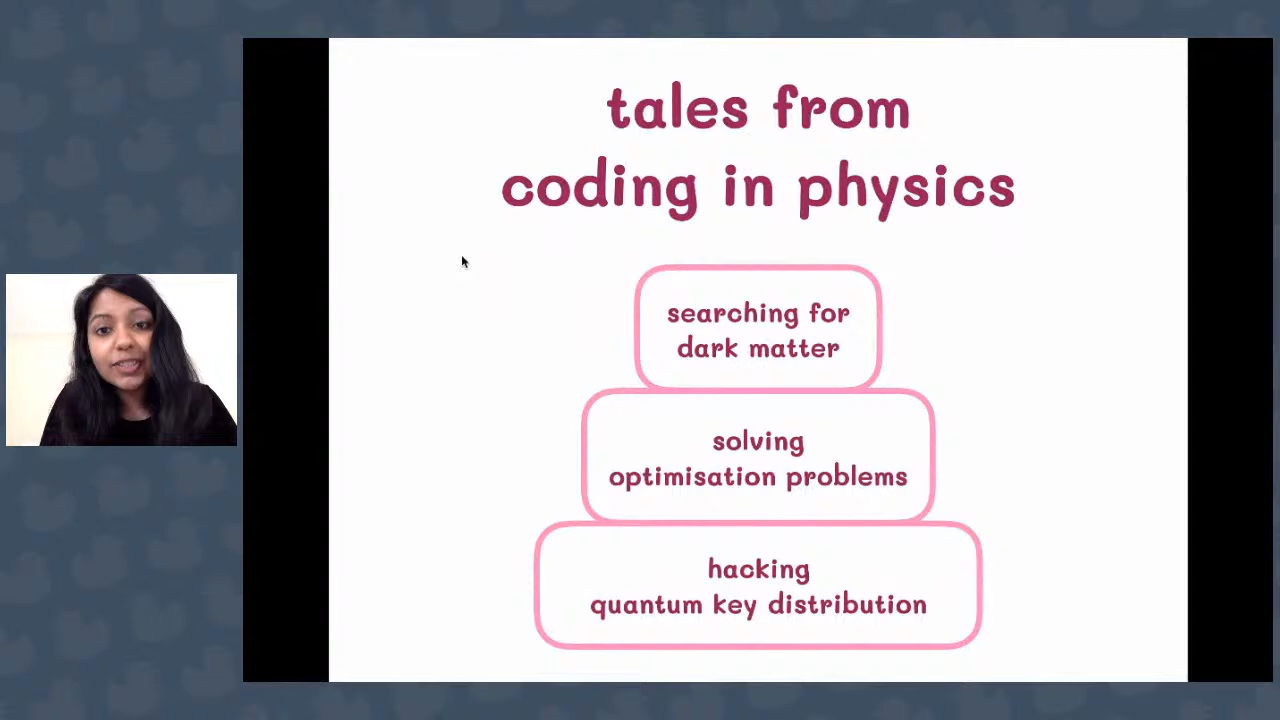 tales from
coding in physics
searching for
dark matter
solving
optimisation problems
hacking
quantum key distribution